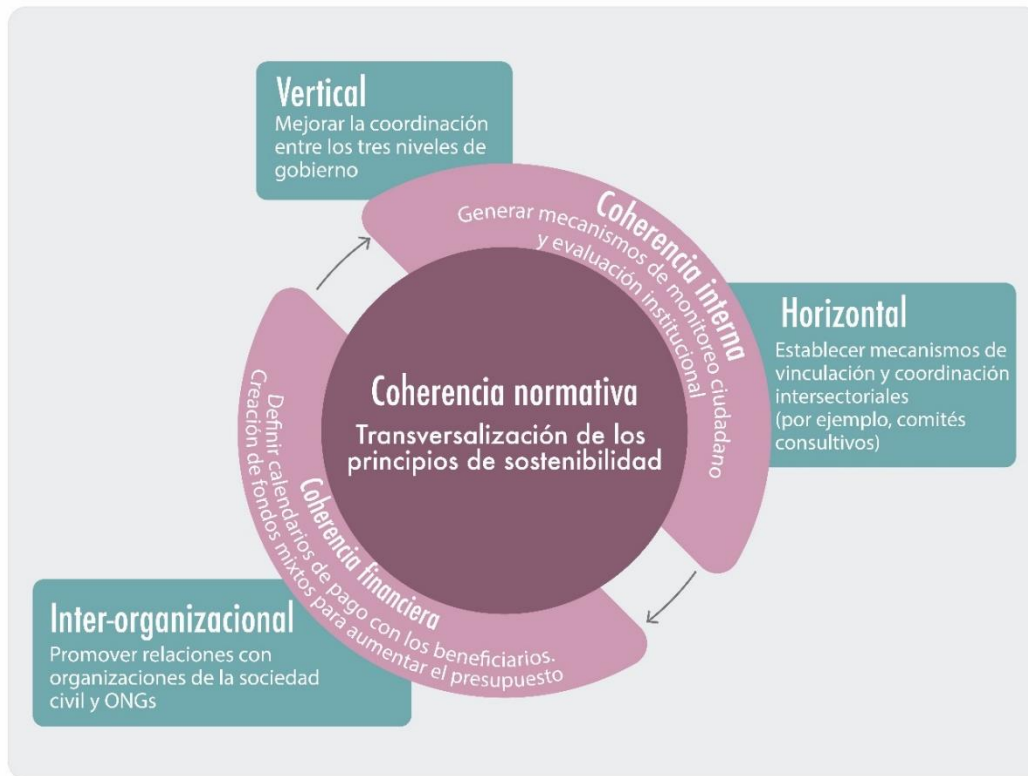 Vertical
Mejorar la coordinación
entre los tres niveles de
gobierno
Coherencia interna
Generar mecanismos de monitoreo ciudadano
y evaluación institucional
Horizontal
Establecer mecanismos de
vinculación y coordinación
intersectoriales
(por ejemplo, comités
consultivos)
Coherencia normativa
Transversalización de los
principios de sostenibilidad
Coherencia financiera
Definir calendarios de pago con los beneficiarios.
Creación de fondos mixtos para aumentar el presupuesto
Inter-organizacional
Promover relaciones con
organizaciones de la sociedad
civil y ONGs